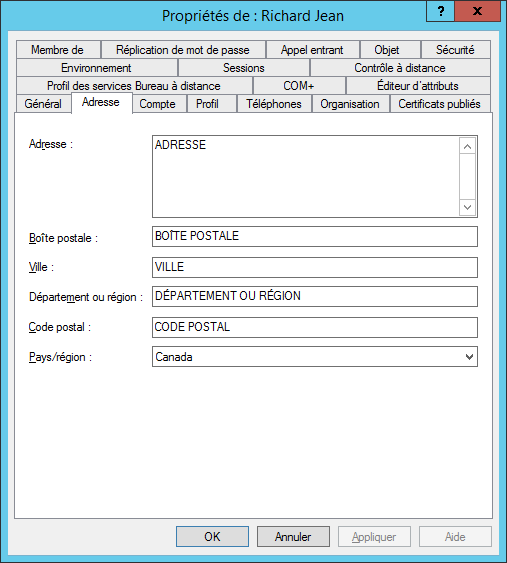 Propriétés de : Richard Jean
? x
Membre de Réplication de mot de passe Appel entrant Objet Sécurité
Environnement Sessions Contrôle à distance
Profil des services Bureau à distance COM+ Éditeur d'attributs
Général Adresse Compte Profil Téléphones Organisation Certificats publiés
Adresse : ADRESSE
Boîte postale : BOÎTE POSTALE
Ville : VILLE
Département ou région : DÉPARTEMENT OU RÉGION
Code postal : CODE POSTAL
Pays/région : Canada
OK Annuler Appliquer Aide